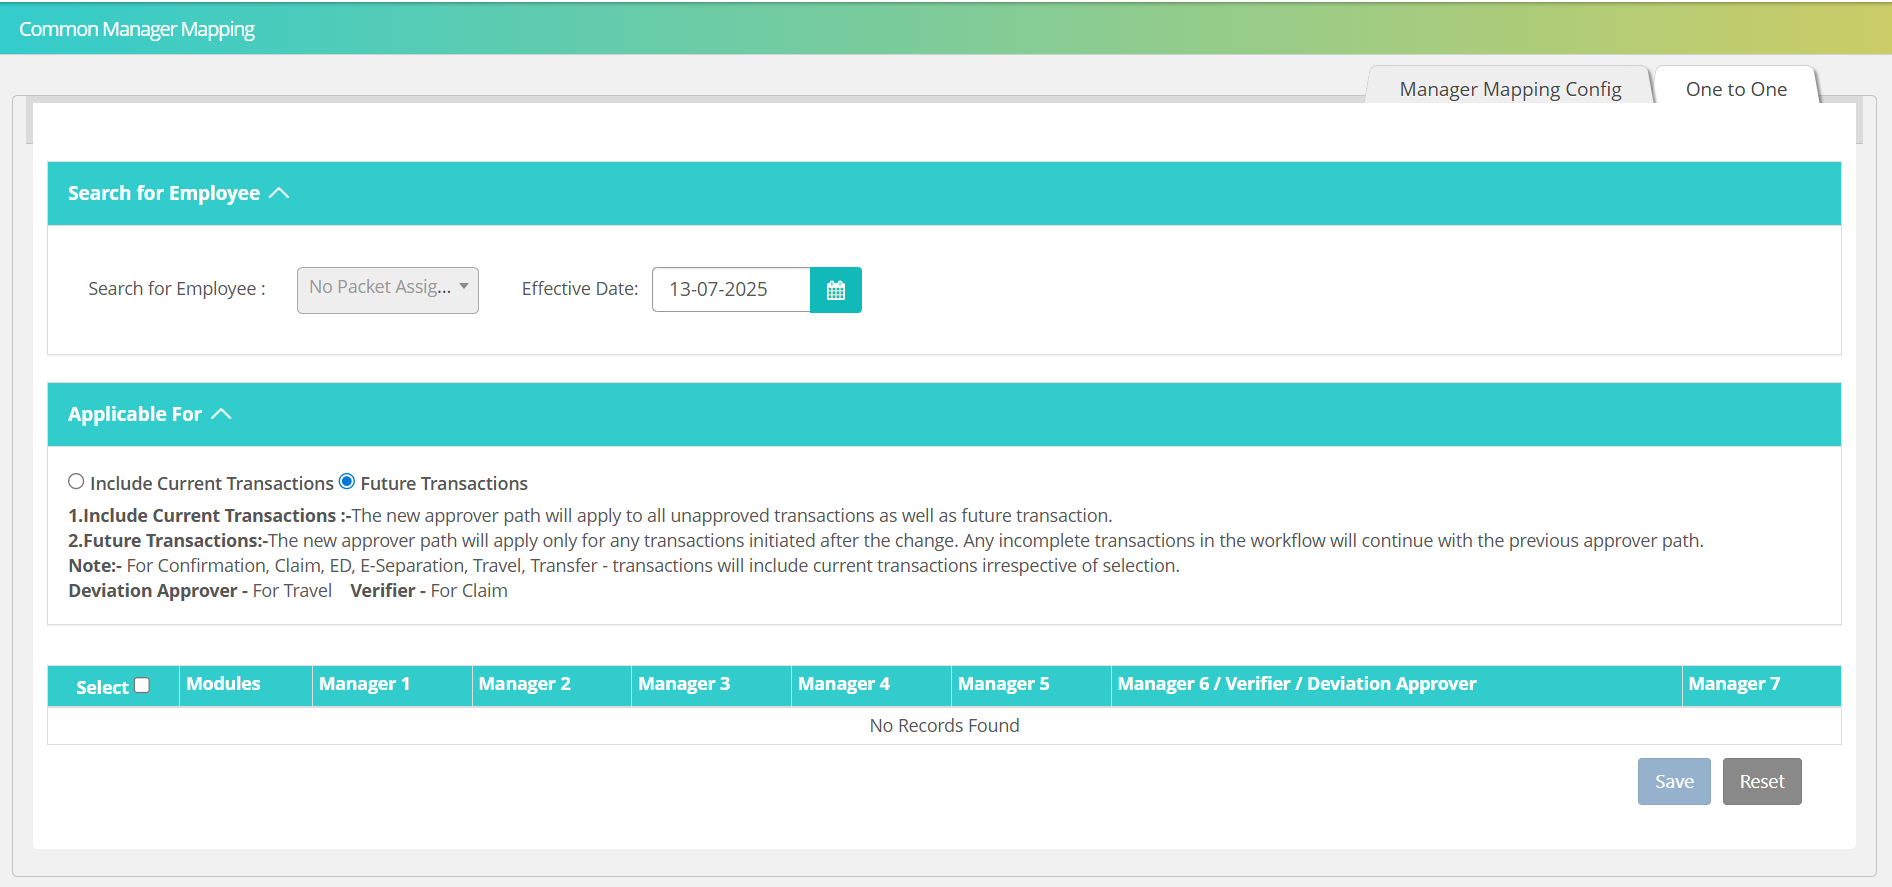 Common Manager Mapping
Manager Mapping Config
One to One
Search for Employee
Search for Employee :
No Packet Assig...
Effective Date:
13-07-2025
Applicable For
Include Current Transactions
Future Transactions
1.Include Current Transactions :-The new approver path will apply to all unapproved transactions as well as future transaction.
2.Future Transactions:-The new approver path will apply only for any transactions initiated after the change. Any incomplete transactions in the workflow will continue with the previous approver path.
Note:- For Confirmation, Claim, ED, E-Separation, Travel, Transfer - transactions will include current transactions irrespective of selection.
Deviation Approver - For Travel Verifier - For Claim
Select
Modules
Manager 1
Manager 2
Manager 3
Manager 4
Manager 5
Manager 6 / Verifier / Deviation Approver
Manager 7
No Records Found
Save
Reset